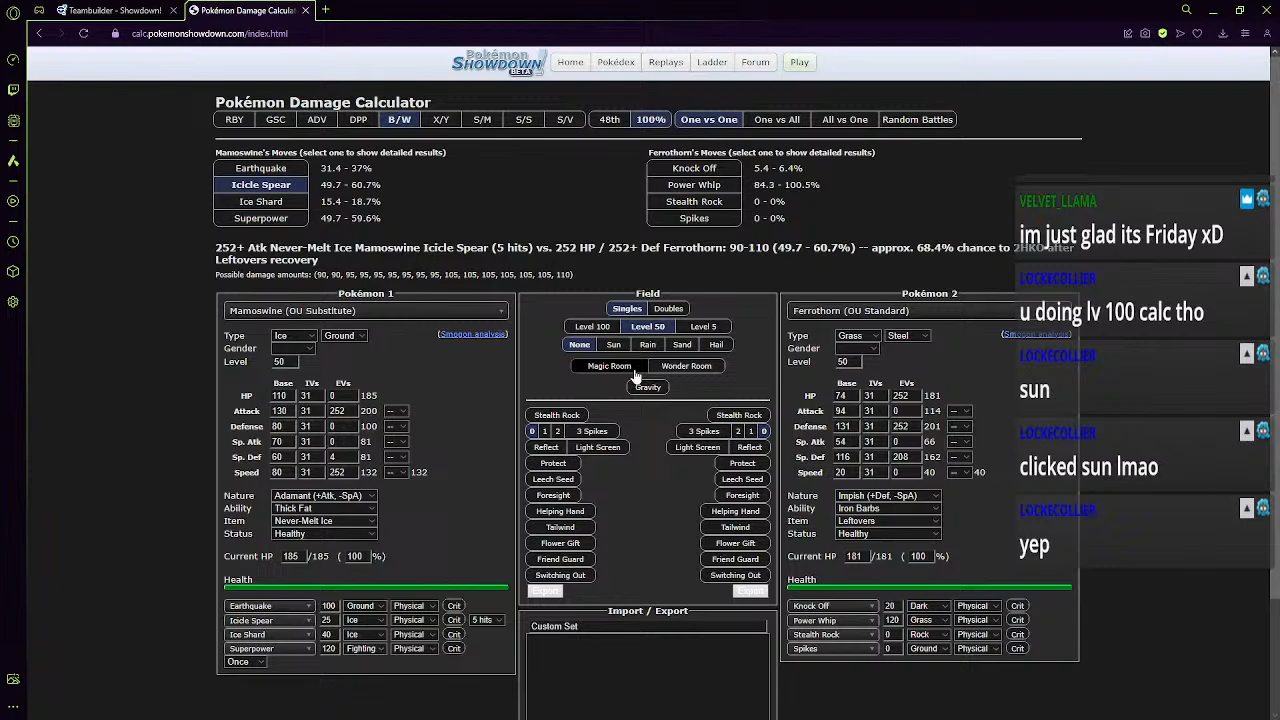 Teambuilder - Showdown!
Pokémon Damage Calculat
calc.pokemonshowdown.com/index.html
Pokémon
SHOWDOWN!
BETA
Home
Pokédex
Replays
Ladder
Forum
Play
Pokémon Damage Calculator
RBY GSC ADV DPP B/W X/Y S/M S/S S/V
48th 100%
One vs One One vs All All vs One Random Battles
Mamoswine's Moves (select one to show detailed results)
Earthquake 31.4 - 37%
Icicle Spear 49.7 - 60.7%
Ice Shard 15.4 - 18.7%
Superpower 49.7 - 59.6%
Ferrothorn's Moves (select one to show detailed results)
Knock Off 5.4 - 6.4%
Power Whip 84.3 - 100.5%
Stealth Rock 0 - 0%
Spikes 0 - 0%
252+ Atk Never-Melt Ice Mamoswine Icicle Spear (5 hits) vs. 252 HP / 252+ Def Ferrothorn: 90-110 (49.7 - 60.7%) -- approx. 68.4% chance to 2HKO after
Leftovers recovery
Possible damage amounts: (90, 90, 95, 95, 95, 95, 95, 95, 95, 105, 105, 105, 105, 105, 105, 110)
Pokémon 1
Mamoswine (OU Substitute)
Type Ice Ground (Smogon analysis)
Gender
Level 50
Base IVs EVs
HP 110 31 0 185
Attack 130 31 252 200 --
Defense 80 31 0 100 --
Sp. Atk 70 31 0 81 --
Sp. Def 60 31 4 81 --
Speed 80 31 252 132 -- 132
Nature Adamant (+Atk, -SpA)
Ability Thick Fat
Item Never-Melt Ice
Status Healthy
Current HP 185 /185 ( 100 %)
Health
Earthquake 100 Ground Physical Crit
Icicle Spear 25 Ice Physical Crit 5 hits
Ice Shard 40 Ice Physical Crit
Superpower 120 Fighting Physical Crit
Once
Field
Singles Doubles
Level 100 Level 50 Level 5
None Sun Rain Sand Hail
Magic Room Wonder Room
Gravity
Stealth Rock Stealth Rock
0 1 2 3 Spikes 3 Spikes 2 1 0
Reflect Light Screen Light Screen Reflect
Protect Protect
Leech Seed Leech Seed
Foresight Foresight
Helping Hand Helping Hand
Tailwind Tailwind
Flower Gift Flower Gift
Friend Guard Friend Guard
Switching Out Switching Out
Export Export
Import / Export
Custom Set
Pokémon 2
Ferrothorn (OU Standard)
Type Grass Steel (Smogon analysis)
Gender
Level 50
Base IVs EVs
HP 74 31 252 181
Attack 94 31 0 114 --
Defense 131 31 252 201 --
Sp. Atk 54 31 0 66 --
Sp. Def 116 31 208 162 --
Speed 20 31 0 40 -- 40
Nature Impish (+Def, -SpA)
Ability Iron Barbs
Item Leftovers
Status Healthy
Current HP 181 /181 ( 100 %)
Health
Knock Off 20 Dark Physical Crit
Power Whip 120 Grass Physical Crit
Stealth Rock 0 Rock Physical Crit
Spikes 0 Ground Physical Crit
VELVET_LLAMA
im just glad its Friday xD
LOCKECOLLIER
u doing lv 100 calc tho
LOCKECOLLIER
sun
LOCKECOLLIER
clicked sun lmao
LOCKECOLLIER
yep